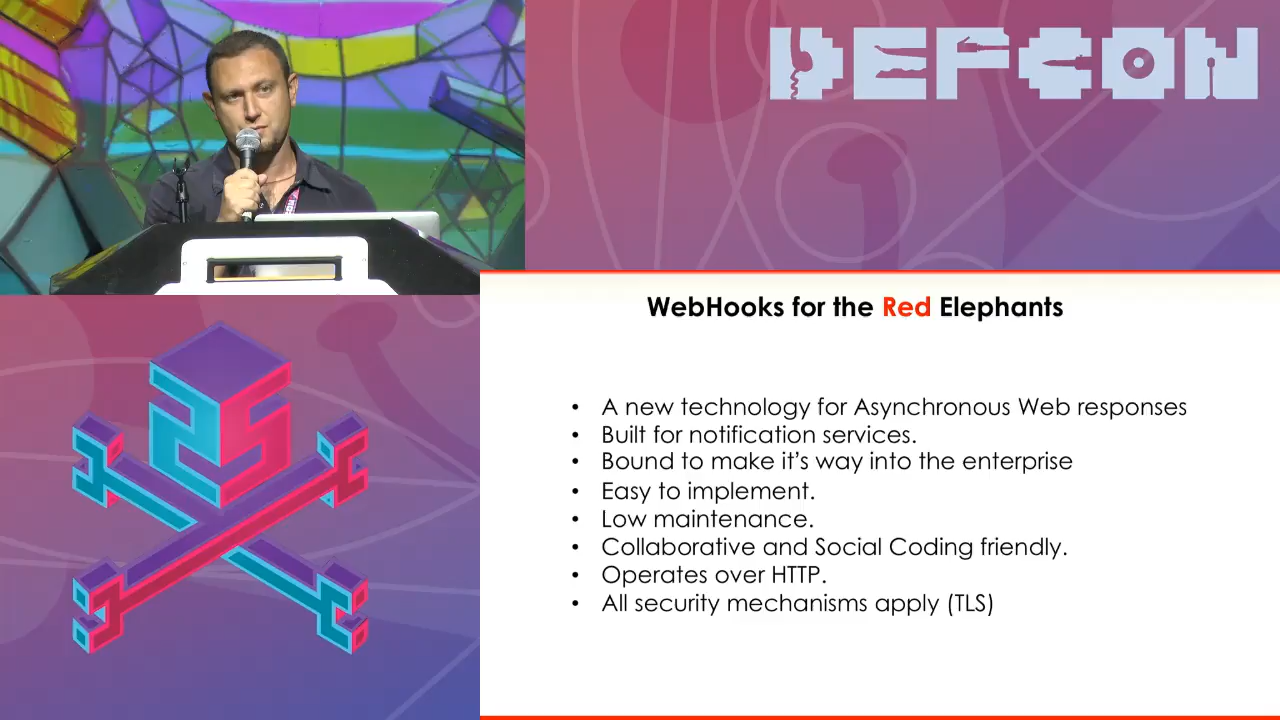 DEFCON
WebHooks for the Red Elephants
• A new technology for Asynchronous Web responses
• Built for notification services.
• Bound to make it's way into the enterprise
• Easy to implement.
• Low maintenance.
• Collaborative and Social Coding friendly.
• Operates over HTTP.
• All security mechanisms apply (TLS)
25